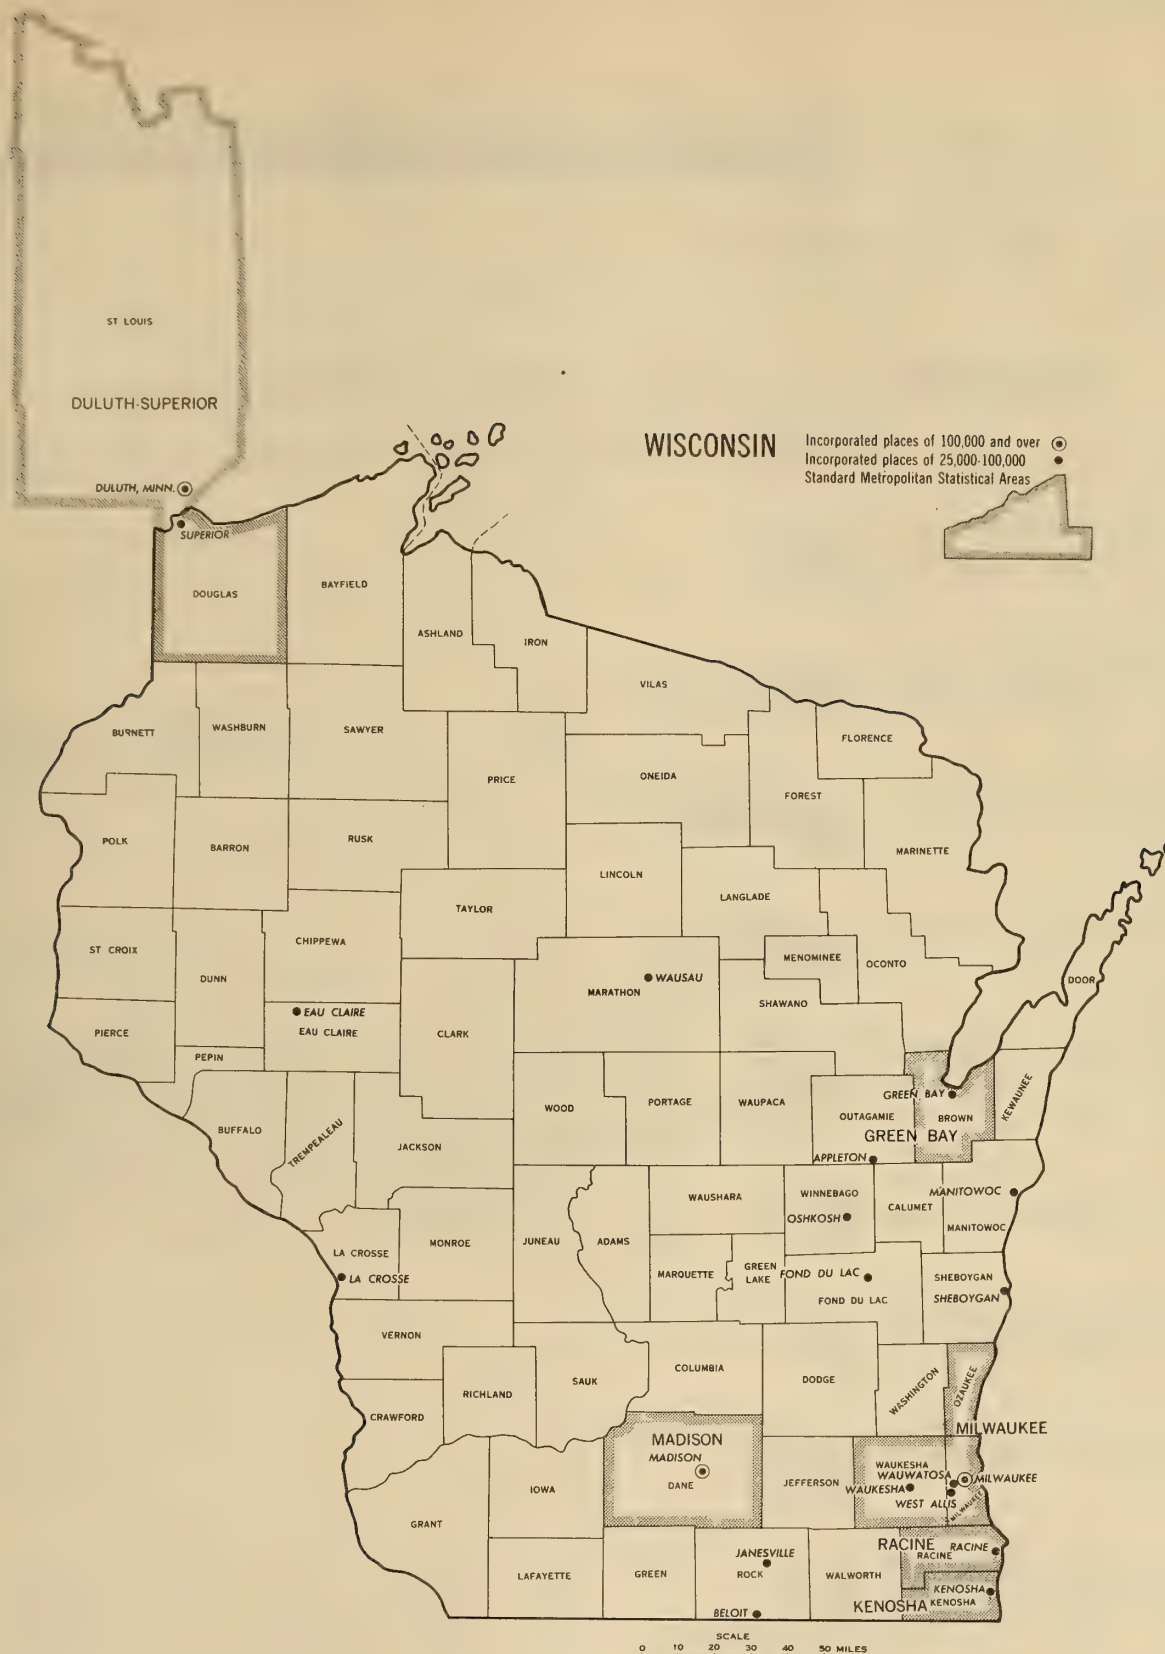 ST LOUIS
DULUTH-SUPERIOR
WISCONSIN
Incorporated places of 100,000 and over
Incorporated places of 25,000-100,000
Standard Metropolitan Statistical Areas
DULUTH, MINN.
SUPERIOR
DOUGLAS
BAYFIELD
ASHLAND
IRON
VILAS
BURNETT
WASHBURN
SAWYER
PRICE
ONEIDA
FLORENCE
FOREST
POLK
BARRON
RUSK
MARINETTE
LINCOLN
LANGLADE
TAYLOR
CHIPPEWA
ST CROIX
DUNN
MENOMINEE
OCONTO
DOOR
WAUSAU
MARATHON
SHAWANO
EAU CLAIRE
EAU CLAIRE
PIERCE
CLARK
PEPIN
WOOD
PORTAGE
WAUPACA
OUTAGAMIE
GREEN BAY
BROWN
GREEN BAY
KEWAUNEE
BUFFALO
TREMPEALEAU
JACKSON
APPLETON
WAUSHARA
WINNEBAGO
OSHKOSH
CALUMET
MANITOWOC
MANITOWOC
LA CROSSE
LA CROSSE
MONROE
JUNEAU
ADAMS
MARQUETTE
GREEN
LAKE
FOND DU LAC
FOND DU LAC
SHEBOYGAN
SHEBOYGAN
VERNON
RICHLAND
SAUK
COLUMBIA
DODGE
WASHINGTON
OZAUKEE
CRAWFORD
MADISON
MADISON
DANE
MILWAUKEE
JEFFERSON
WAUKESHA
WAUWATOSA
MILWAUKEE
WAUKESHA
WEST ALLIS
MILWAUKEE
IOWA
GRANT
LAFAYETTE
GREEN
JANESVILLE
ROCK
BELOIT
WALWORTH
RACINE
RACINE
RACINE
KENOSHA
KENOSHA
KENOSHA
SCALE
0 10 20 30 40 50 MILES